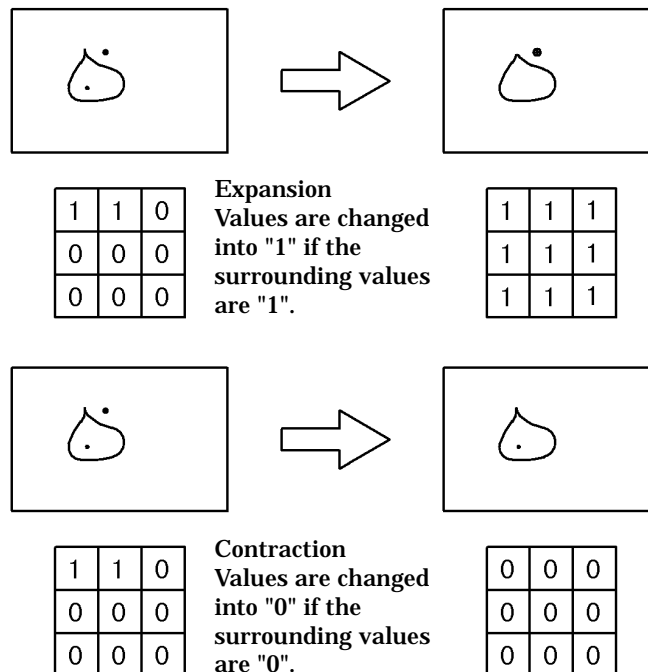 1 1 0
0 0 0
0 0 0
Expansion
Values are changed
into "1" if the
surrounding values
are "1".
1 1 1
1 1 1
1 1 1
1 1 0
0 0 0
0 0 0
Contraction
Values are changed
into "0" if the
surrounding values
are "0".
0 0 0
0 0 0
0 0 0